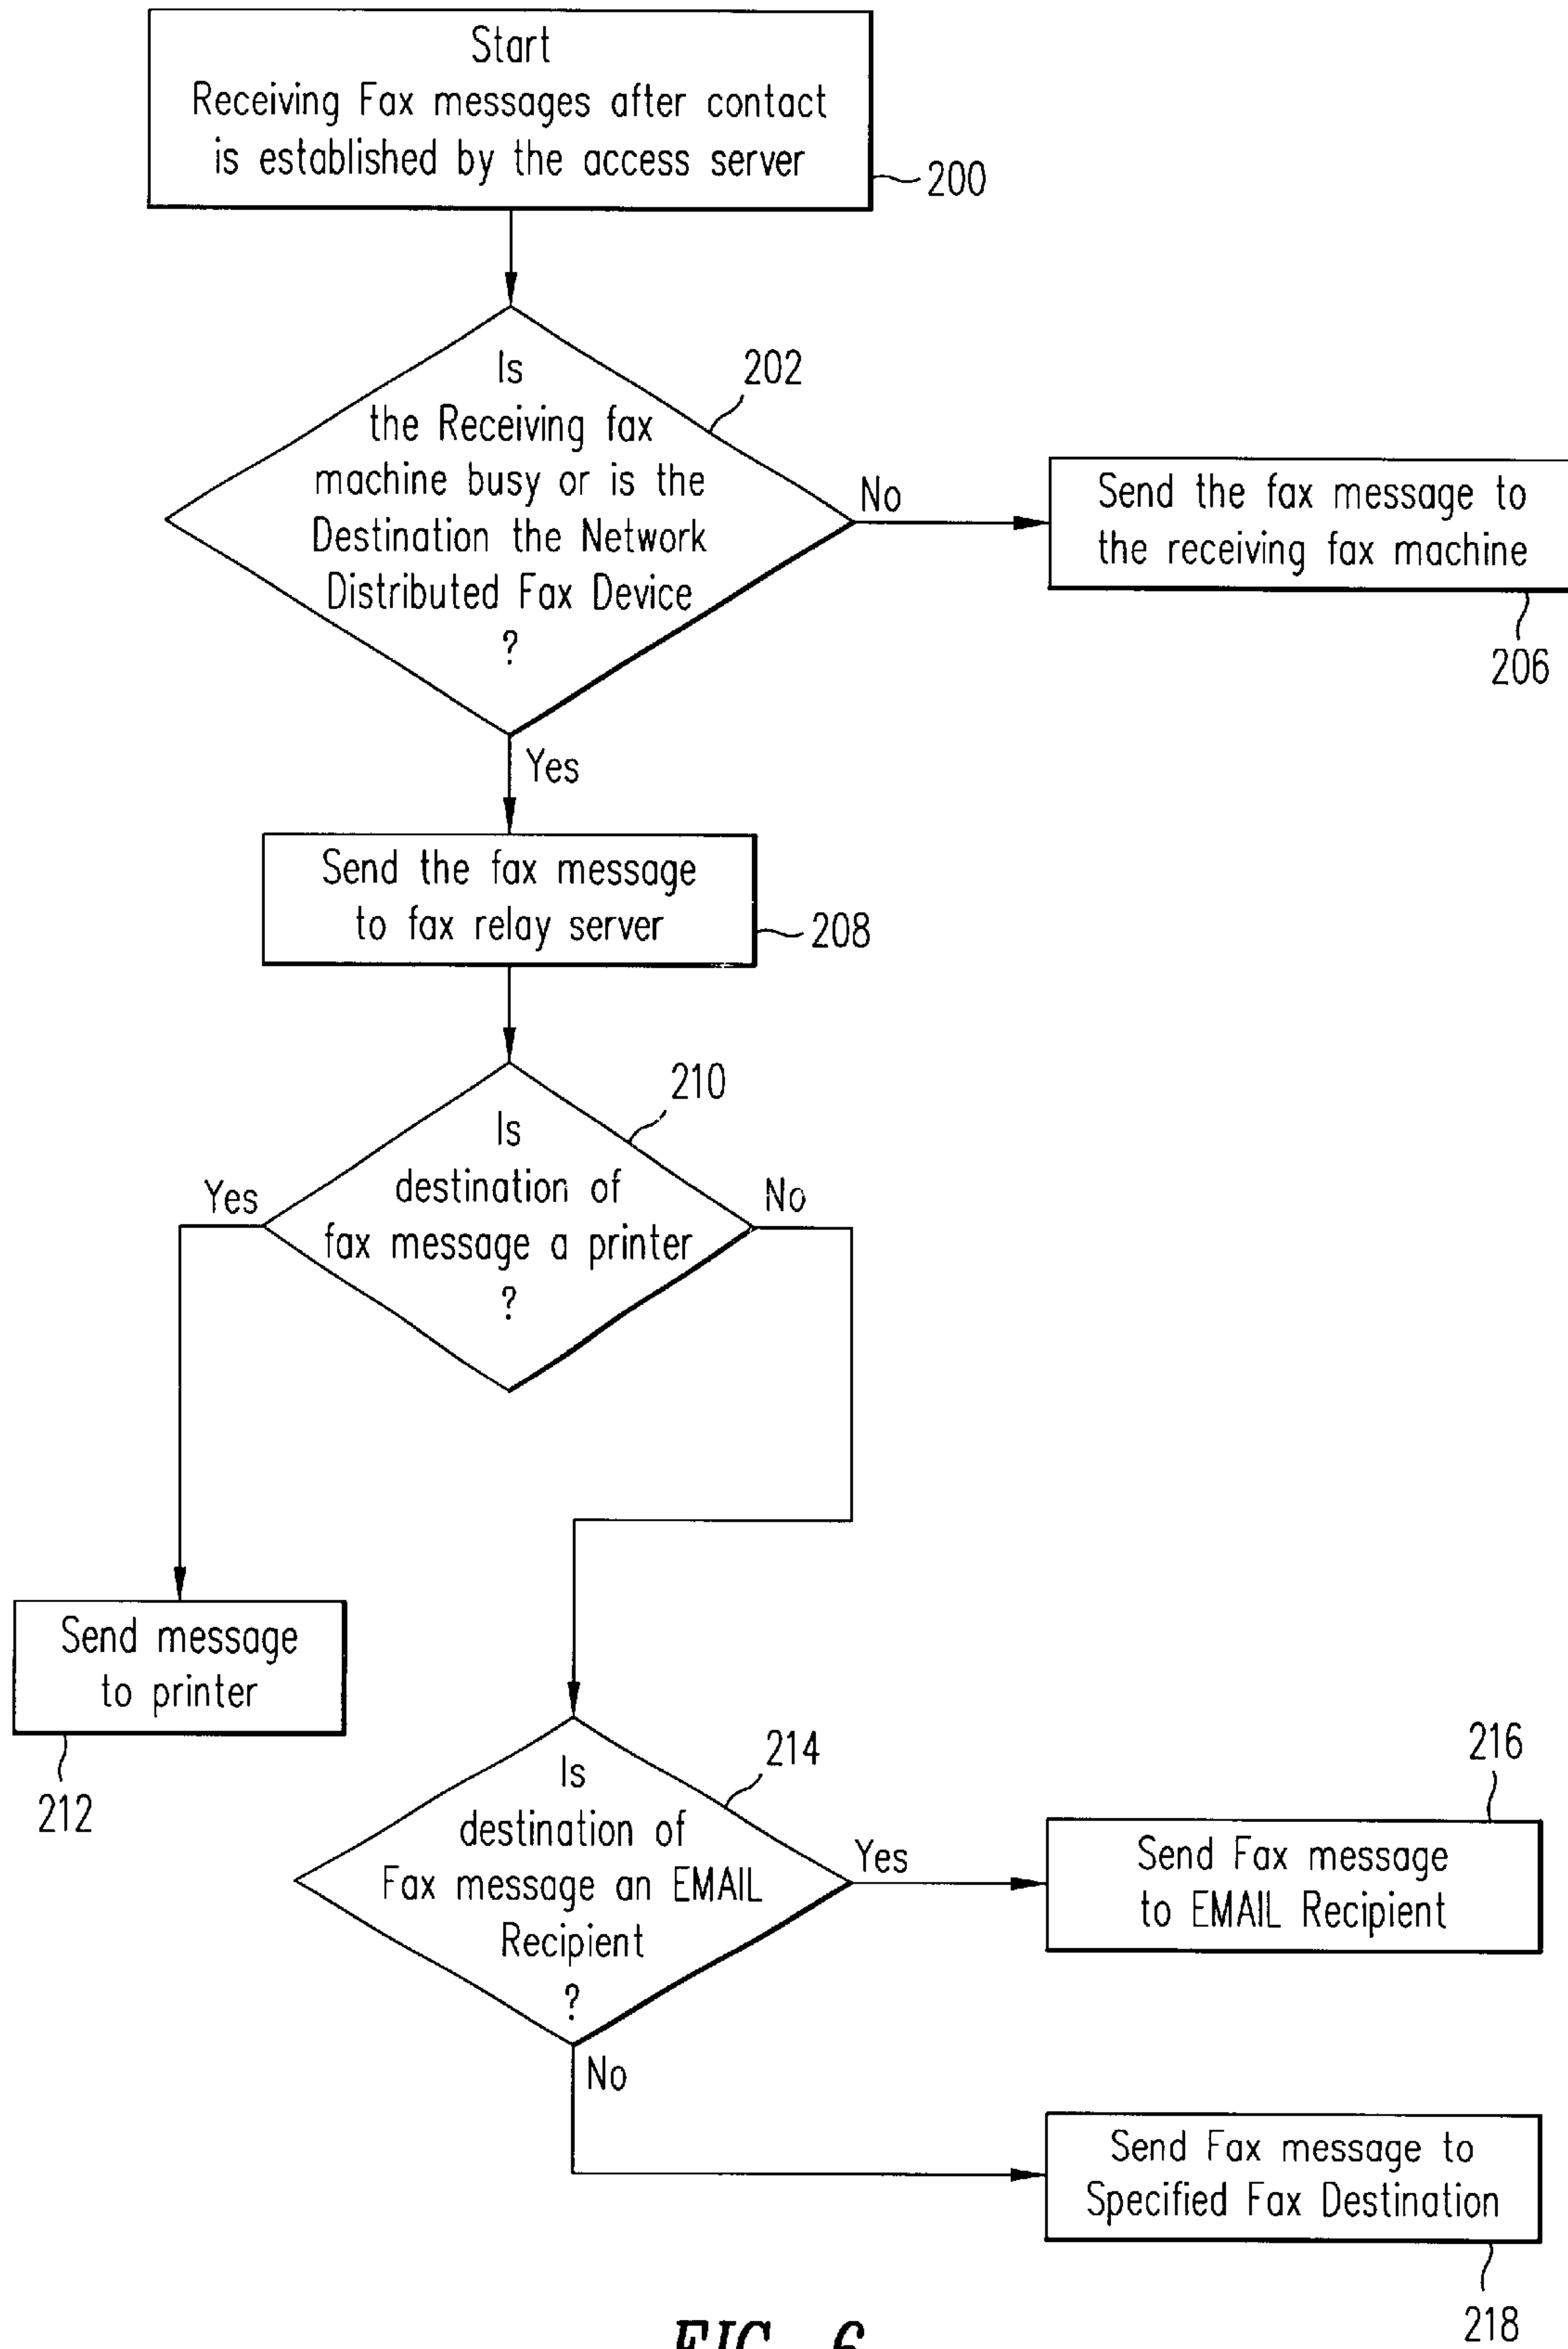 Start
Receiving Fax messages after contact
is established by the access server
200
Is
the Receiving fax
machine busy or is the
Destination the Network
Distributed Fax Device
?
202
No
Send the fax message to
the receiving fax machine
206
Yes
Send the fax message
to fax relay server
208
Is
destination of
fax message a printer
?
210
Yes
No
Send message
to printer
212
Is
destination of
Fax message an EMAIL
Recipient
?
214
Yes
Send Fax message
to EMAIL Recipient
216
No
Send Fax message to
Specified Fax Destination
218
FIG. 6